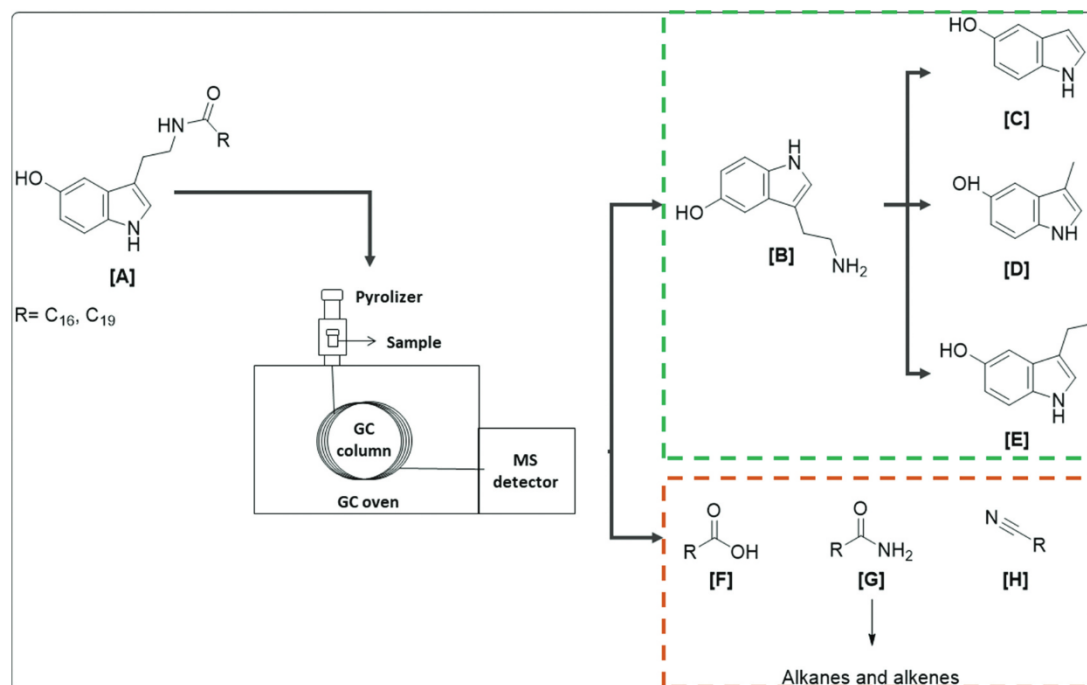 HO
N
H
[C]
O
HN
R
HO
N
H
[A]
R= C₁₆, C₁₉
H
N
HO
NH₂
[B]
OH
NH
[D]
Pyrolizer
Sample
GC
column
GC oven
MS
detector
HO
N
H
[E]
O
R
OH
[F]
O
R
NH₂
[G]
N
R
[H]
Alkanes and alkenes